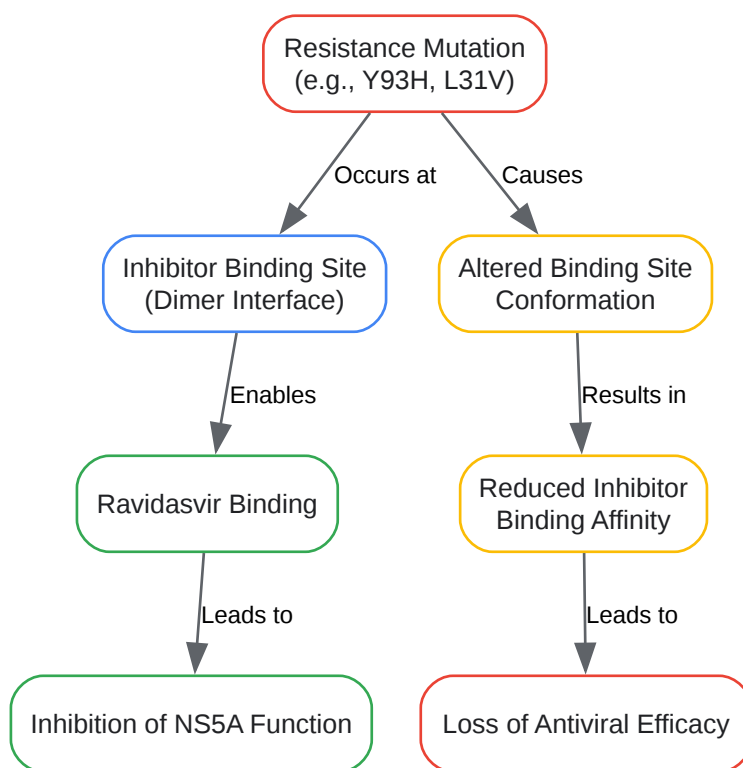 Resistance Mutation
(e.g., Y93H, L31V)
Occurs at
Causes
Inhibitor Binding Site
(Dimer Interface)
Altered Binding Site
Conformation
Enables
Results in
Ravidasvir Binding
Reduced Inhibitor
Binding Affinity
Leads to
Leads to
Inhibition of NS5A Function
Loss of Antiviral Efficacy